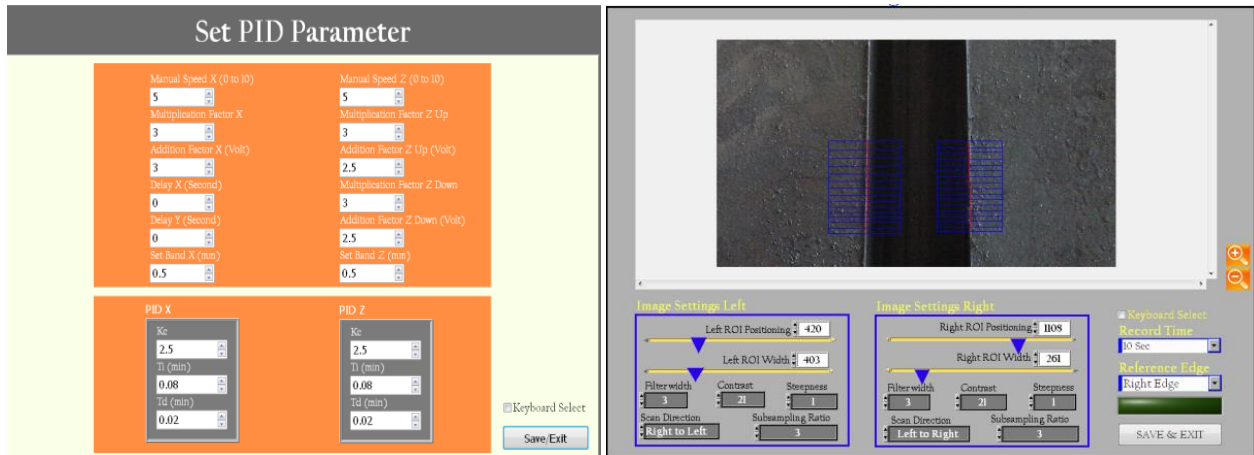 Set PID Parameter
Manual Speed X (0 to 10)
5
Multiplication Factor X
3
Addition Factor X (Volt)
3
Delay X (Second)
0
Delay Y (Second)
0
Set Band X (mm)
0.5
Manual Speed Z (0 to 10)
5
Multiplication Factor Z Up
3
Addition Factor Z Up (Volt)
2.5
Multiplication Factor Z Down
3
Addition Factor Z Down (Volt)
2.5
Set Band Z (mm)
0.5
PID X
Kc
2.5
Ti (min)
0.08
Td (min)
0.02
PID Z
Kc
2.5
Ti (min)
0.08
Td (min)
0.02
Keyboard Select
Save/Exit
Image Settings Left
Left ROI Positioning 420
Left ROI Width 403
Filter width Contrast Steepness
3 21 1
Scan Direction Subsampling Ratio
Right to Left 3
Image Settings Right
Right ROI Positioning 1108
Right ROI Width 261
Filter width Contrast Steepness
3 21 1
Scan Direction Subsampling Ratio
Left to Right 3
Keyboard Select
Record Time
10 Sec
Reference Edge
Right Edge
SAVE & EXIT